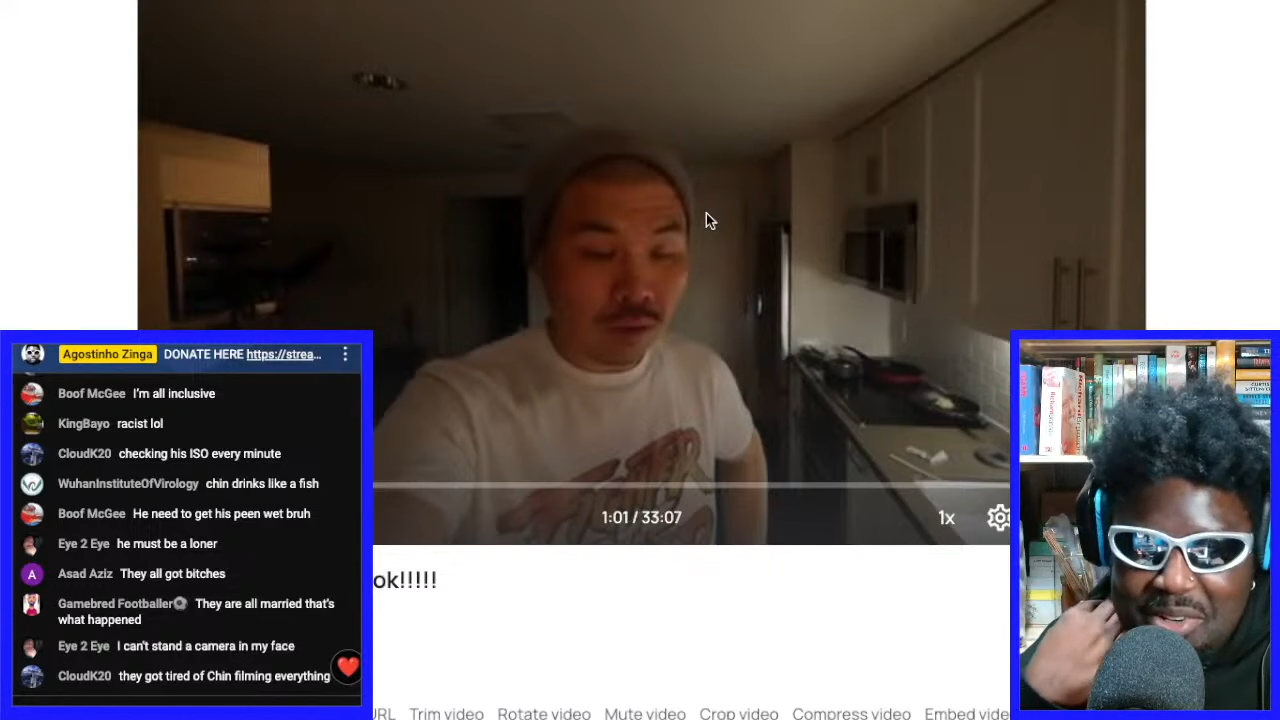 1:01 / 33:07
1x
Agostinho Zinga DONATE HERE https://strea...
Boof McGee I'm all inclusive
KingBayo racist lol
CloudK20 checking his ISO every minute
WuhanInstituteOfVirology chin drinks like a fish
Boof McGee He need to get his peen wet bruh
Eye 2 Eye he must be a loner
A Asad Aziz They all got bitches
Gamebred Footballer They are all married that's
what happened
Eye 2 Eye I can't stand a camera in my face
CloudK20 they got tired of Chin filming everything
ok!!!!!
RL Trim video Rotate video Mute video Crop video Compress video Embed vide